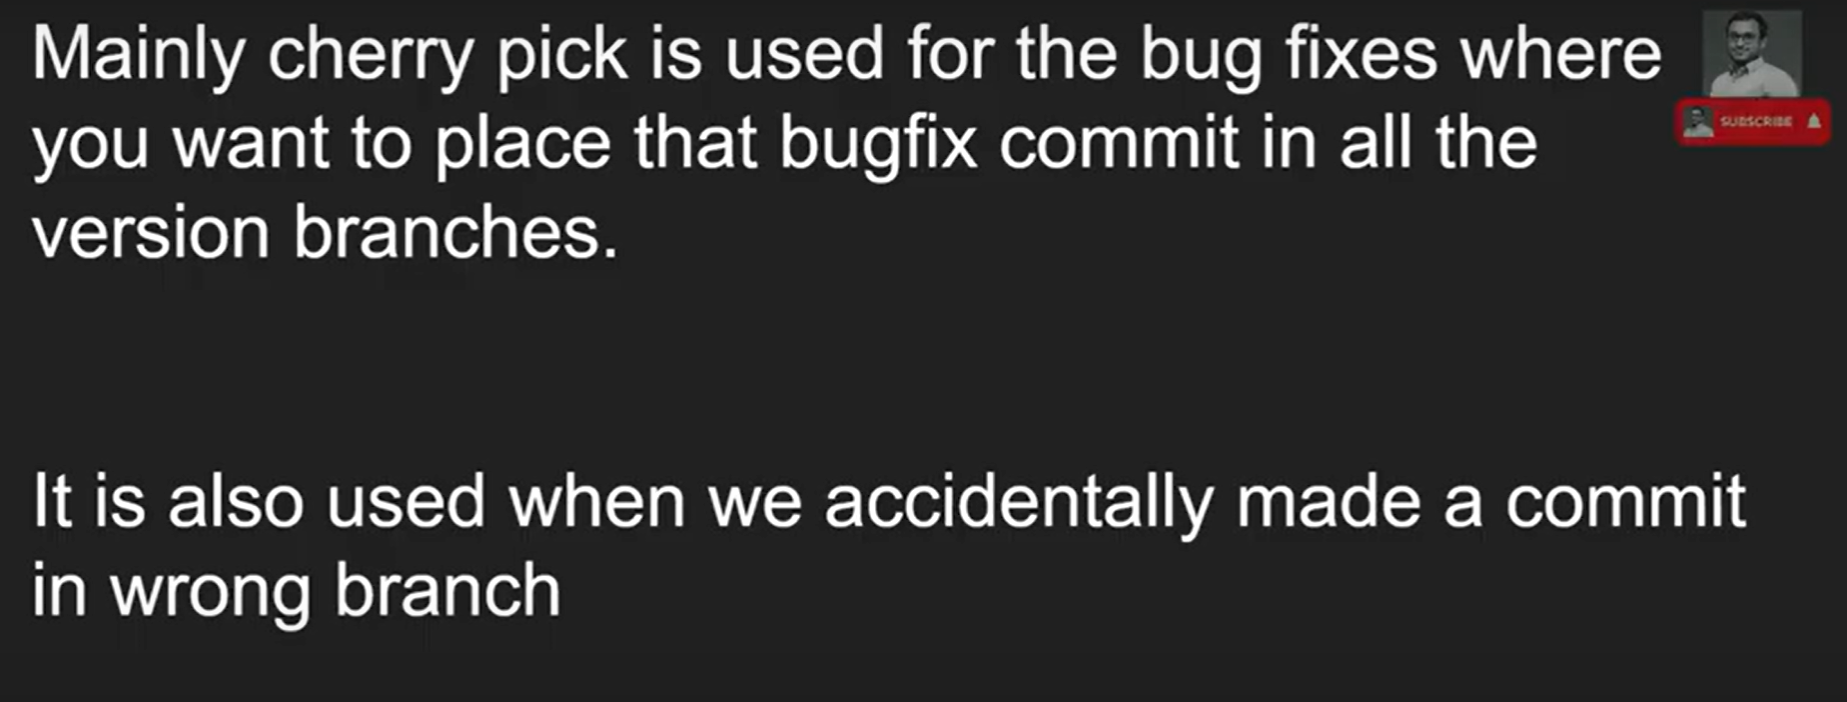 Mainly cherry pick is used for the bug fixes where
you want to place that bugfix commit in all the
version branches.
SUBSCRIBE
It is also used when we accidentally made a commit
in wrong branch